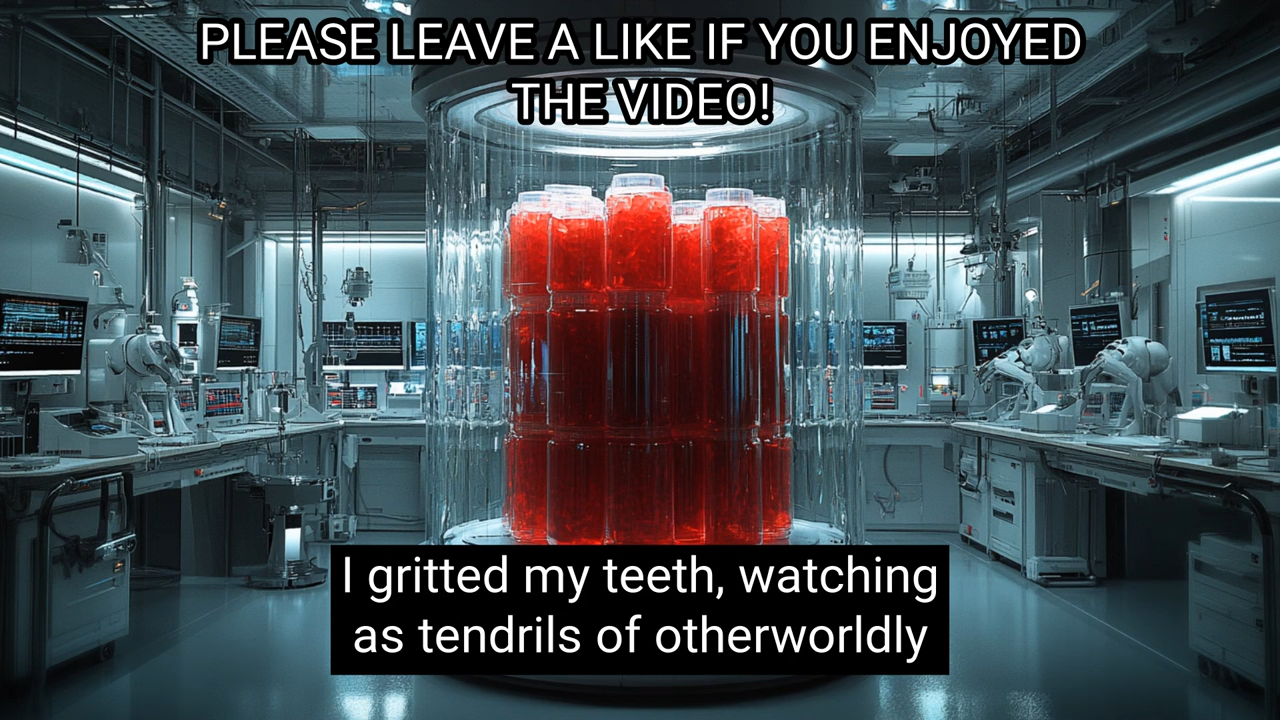 PLEASE LEAVE A LIKE IF YOU ENJOYED
THE VIDEO!
I gritted my teeth, watching
as tendrils of otherworldly